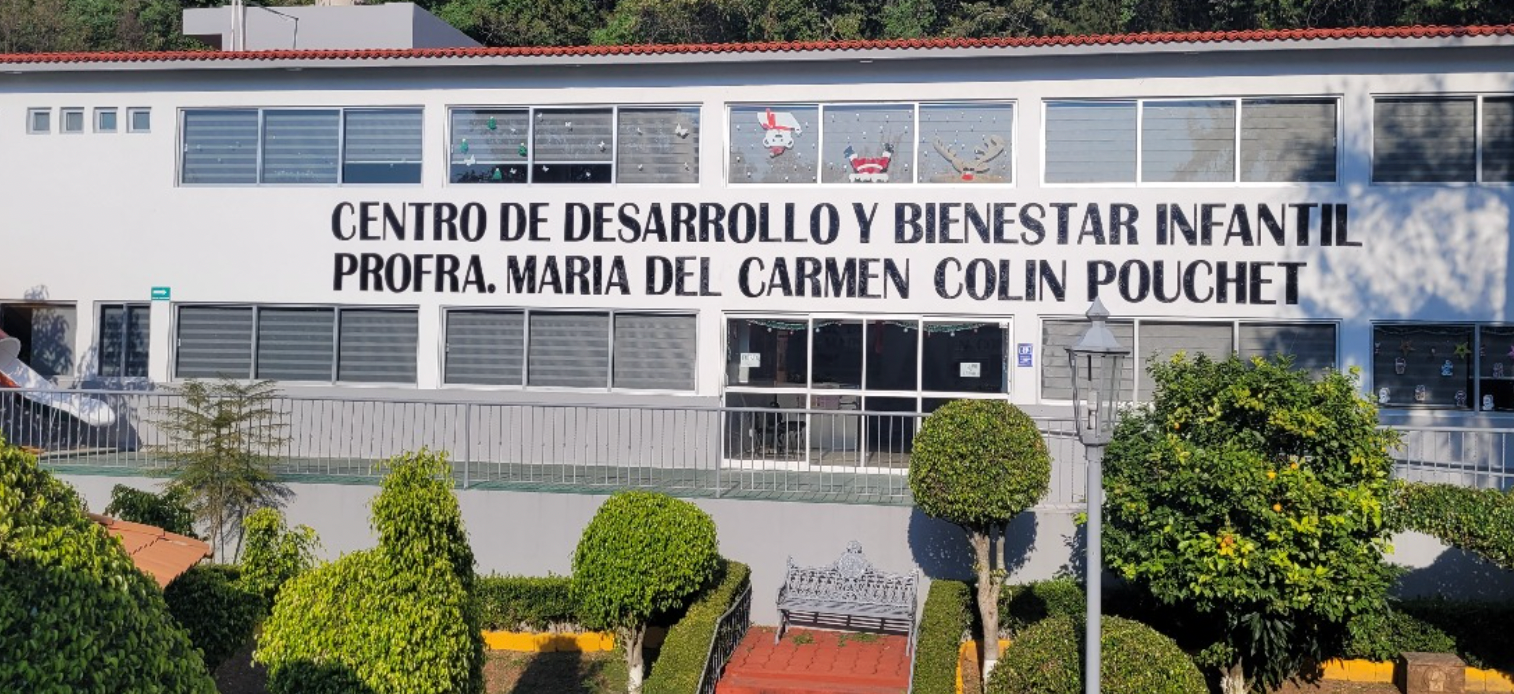 CENTRO DE DESARROLLO Y BIENESTAR INFANTIL
PROFRA. MARIA DEL CARMEN COLIN POUCHET